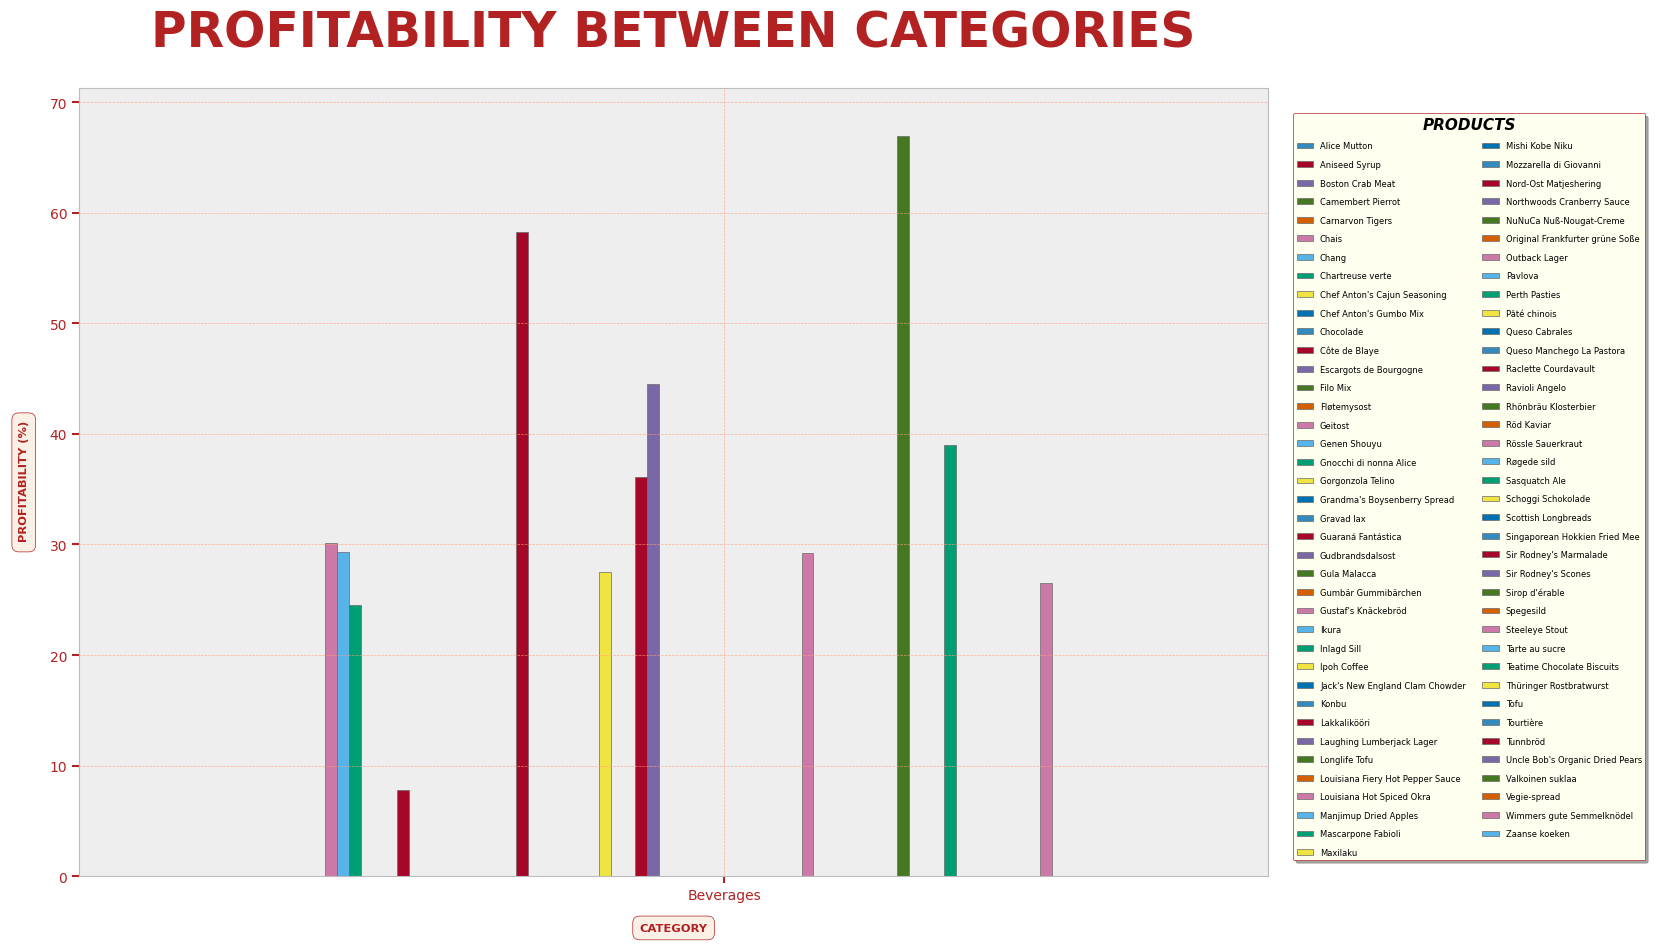 PROFITABILITY BETWEEN CATEGORIES
70
60
50
40
30
20
10
0
PROFITABILITY (%)
Beverages
CATEGORY
PRODUCTS
Alice Mutton
Aniseed Syrup
Boston Crab Meat
Camembert Pierrot
Carnarvon Tigers
Chais
Chang
Chartreuse verte
Chef Anton's Cajun Seasoning
Chef Anton's Gumbo Mix
Chocolade
Côte de Blaye
Escargots de Bourgogne
Filo Mix
Fløtemysost
Geitost
Genen Shouyu
Gnocchi di nonna Alice
Gorgonzola Telino
Grandma's Boysenberry Spread
Gravad lax
Guaraná Fantástica
Gudbrandsdalsost
Gula Malacca
Gumbär Gummibärchen
Gustaf's Knäckebröd
Ikura
Inlagd Sill
Ipoh Coffee
Jack's New England Clam Chowder
Konbu
Lakkalikööri
Laughing Lumberjack Lager
Longlife Tofu
Louisiana Fiery Hot Pepper Sauce
Louisiana Hot Spiced Okra
Manjimup Dried Apples
Mascarpone Fabioli
Maxilaku
Mishi Kobe Niku
Mozzarella di Giovanni
Nord-Ost Matjeshering
Northwoods Cranberry Sauce
NuNuCa Nuß-Nougat-Creme
Original Frankfurter grüne Soße
Outback Lager
Pavlova
Perth Pasties
Pâté chinois
Queso Cabrales
Queso Manchego La Pastora
Raclette Courdavault
Ravioli Angelo
Rhönbräu Klosterbier
Röd Kaviar
Rössle Sauerkraut
Røgede sild
Sasquatch Ale
Schoggi Schokolade
Scottish Longbreads
Singaporean Hokkien Fried Mee
Sir Rodney's Marmalade
Sir Rodney's Scones
Sirop d'érable
Spegesild
Steeleye Stout
Tarte au sucre
Teatime Chocolate Biscuits
Thüringer Rostbratwurst
Tofu
Tourtière
Tunnbröd
Uncle Bob's Organic Dried Pears
Valkoinen suklaa
Vegie-spread
Wimmers gute Semmelknödel
Zaanse koeken